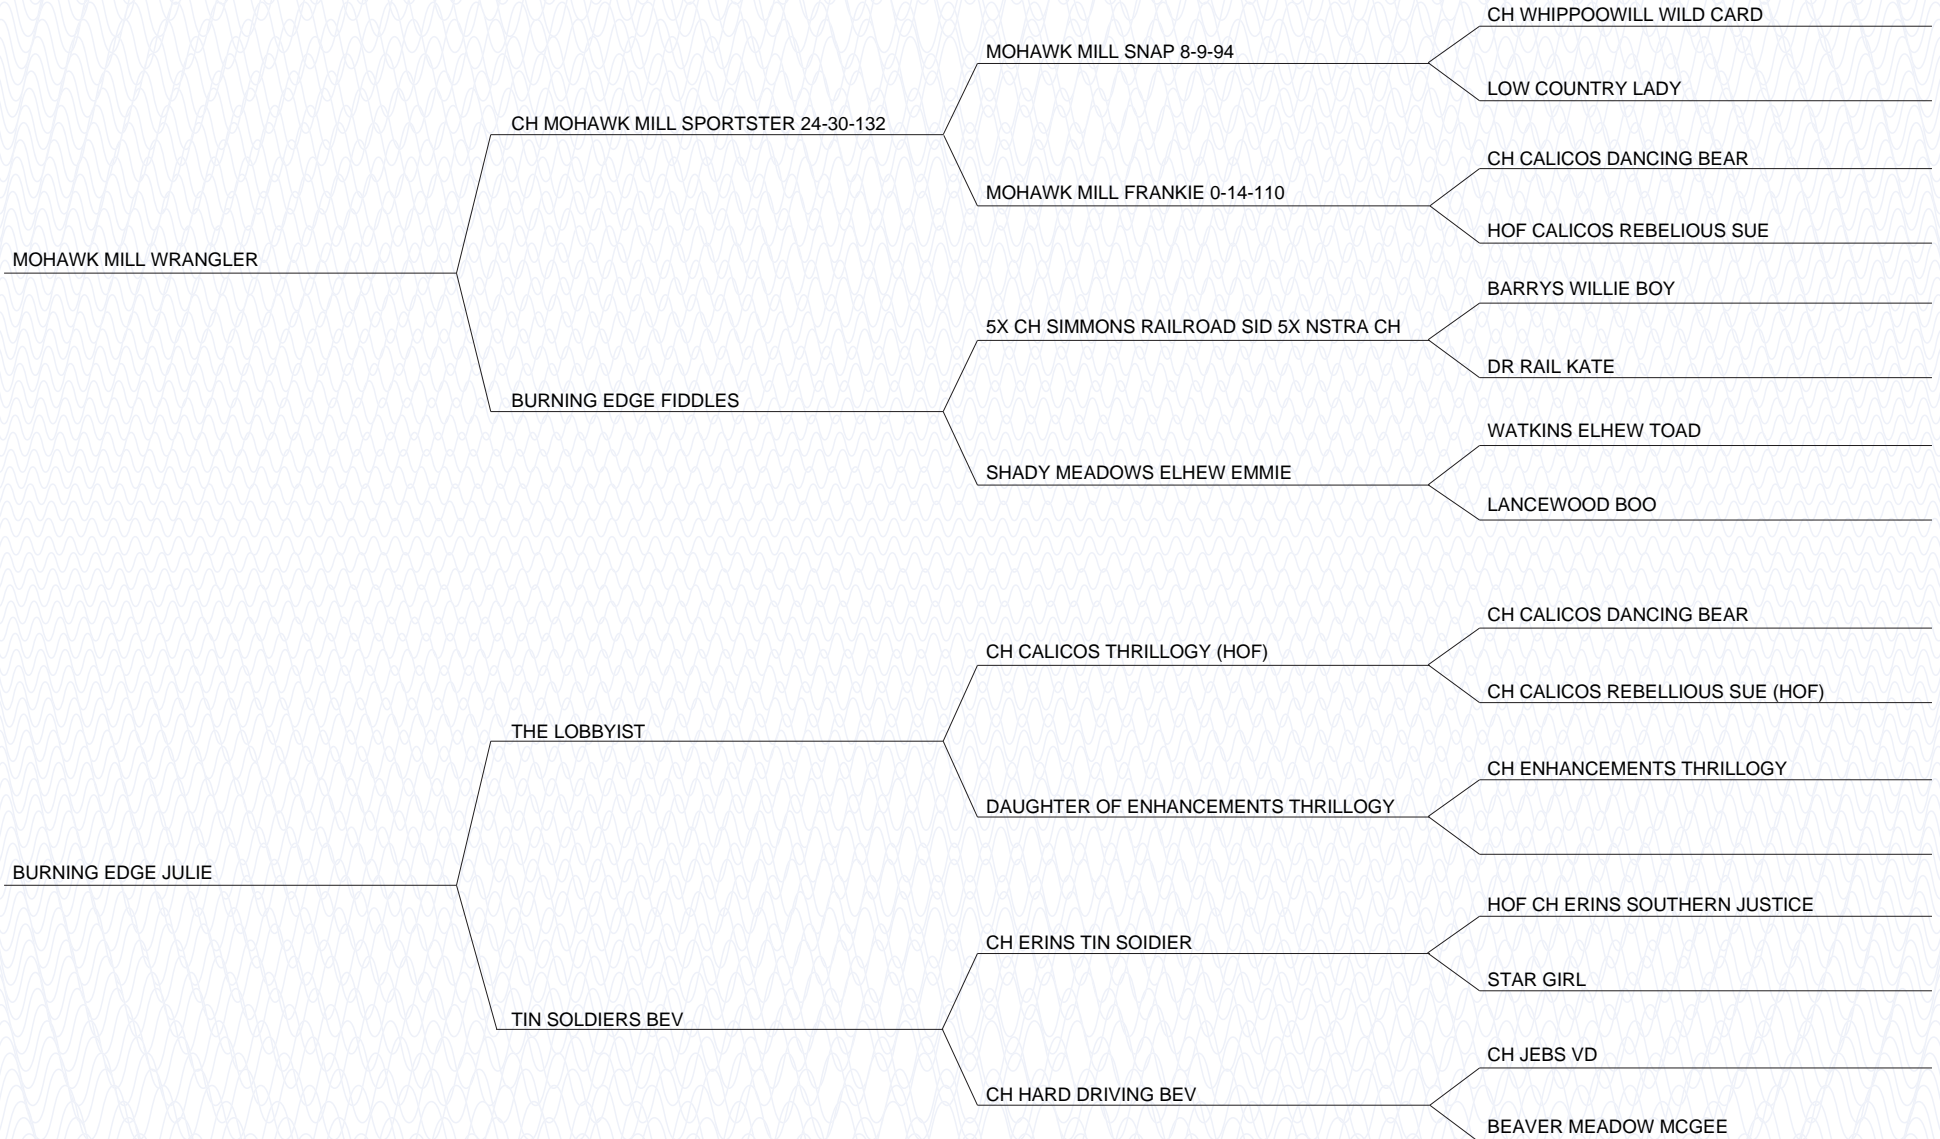 CH WHIPPOOWILL WILD CARD
MOHAWK MILL SNAP 8-9-94
LOW COUNTRY LADY
CH MOHAWK MILL SPORTSTER 24-30-132
CH CALICOS DANCING BEAR
MOHAWK MILL FRANKIE 0-14-110
HOF CALICOS REBELIOUS SUE
MOHAWK MILL WRANGLER
BARRYS WILLIE BOY
5X CH SIMMONS RAILROAD SID 5X NSTRA CH
DR RAIL KATE
BURNING EDGE FIDDLES
WATKINS ELHEW TOAD
SHADY MEADOWS ELHEW EMMIE
LANCEWOOD BOO
CH CALICOS DANCING BEAR
CH CALICOS THRILLOGY (HOF)
CH CALICOS REBELLIOUS SUE (HOF)
THE LOBBYIST
CH ENHANCEMENTS THRILLOGY
DAUGHTER OF ENHANCEMENTS THRILLOGY
BURNING EDGE JULIE
HOF CH ERINS SOUTHERN JUSTICE
CH ERINS TIN SOIDIER
STAR GIRL
TIN SOLDIERS BEV
CH JEBS VD
CH HARD DRIVING BEV
BEAVER MEADOW MCGEE